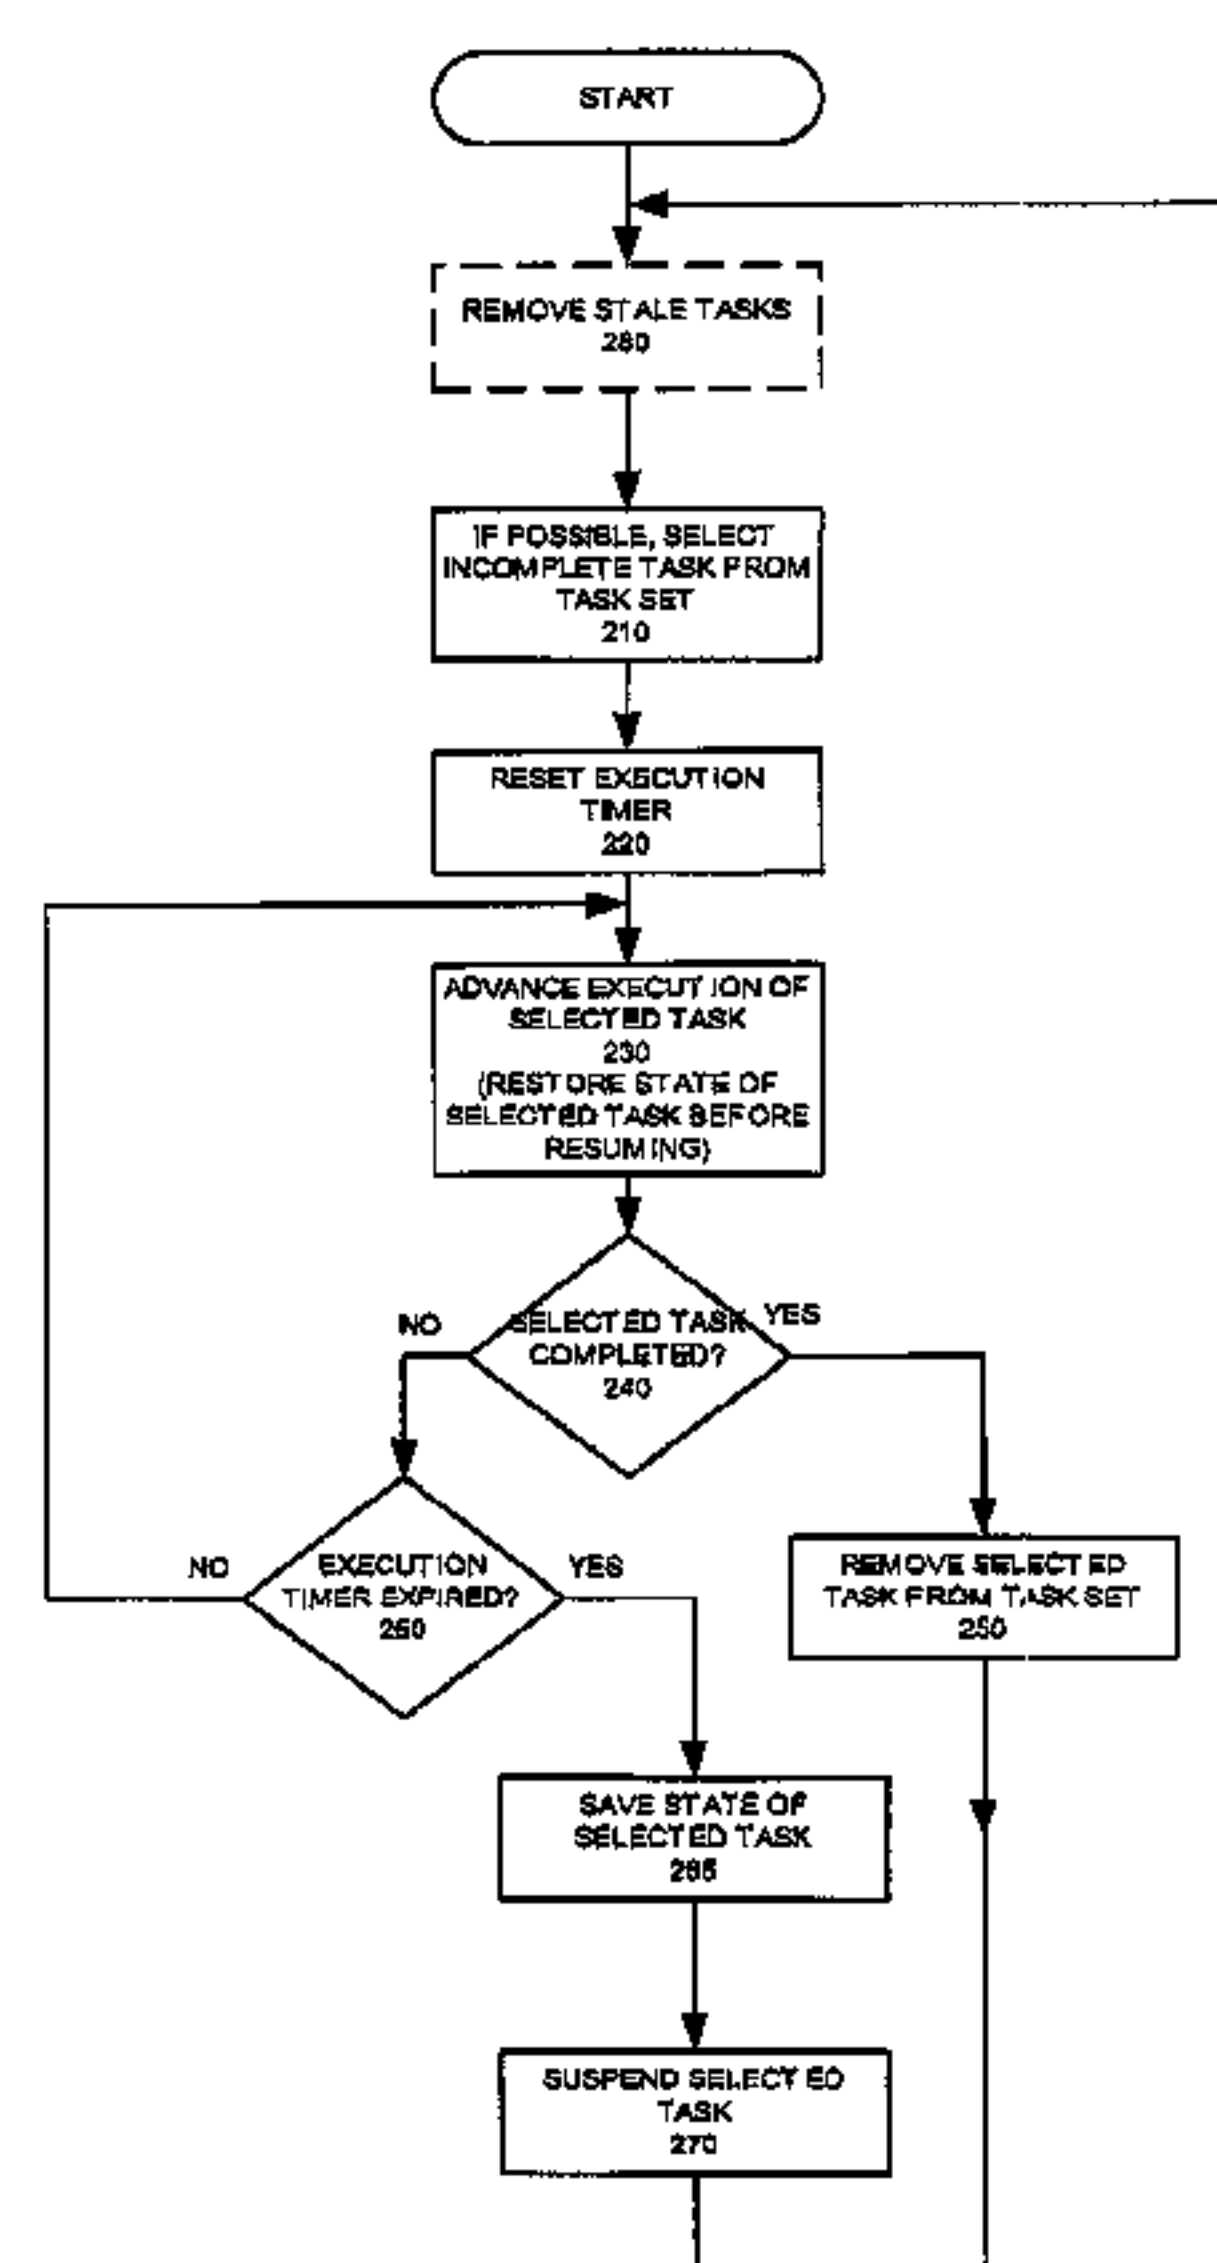 START
REMOVE STALE TASKS
280
IF POSSIBLE, SELECT
INCOMPLETE TASK FROM
TASK SET
210
RESET EXECUTION
TIMER
220
ADVANCE EXECUTION OF
SELECTED TASK
230
(RESTORE STATE OF
SELECTED TASK BEFORE
RESUMING)
NO
SELECTED TASK
COMPLETED?
240
YES
NO
EXECUTION
TIMER EXPIRED?
260
YES
REMOVE SELECTED
TASK FROM TASK SET
250
SAVE STATE OF
SELECTED TASK
265
SUSPEND SELECTED
TASK
270